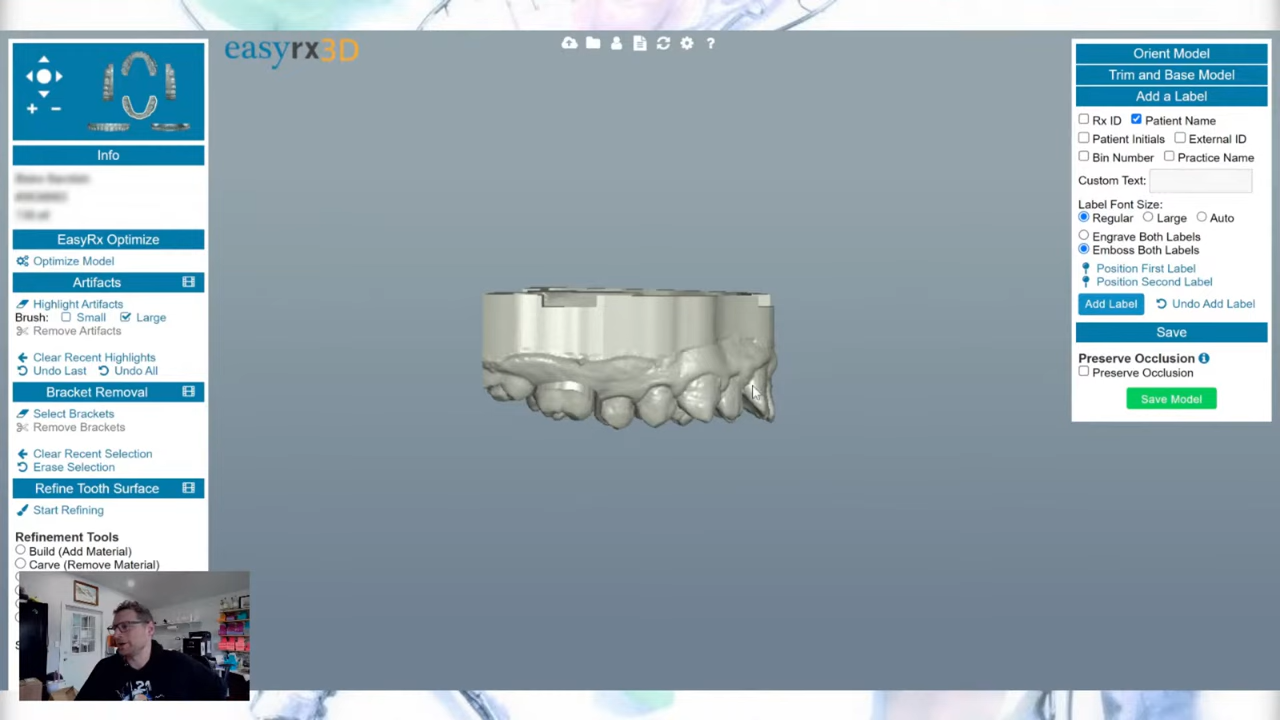 easyrx3D
Info
EasyRx Optimize
Optimize Model
Artifacts
Highlight Artifacts
Brush: Small Large
Remove Artifacts
Clear Recent Highlights
Undo Last Undo All
Bracket Removal
Select Brackets
Remove Brackets
Clear Recent Selection
Erase Selection
Refine Tooth Surface
Start Refining
Refinement Tools
Build (Add Material)
Carve (Remove Material)
Orient Model
Trim and Base Model
Add a Label
Rx ID Patient Name
Patient Initials External ID
Bin Number Practice Name
Custom Text:
Label Font Size:
Regular Large Auto
Engrave Both Labels
Emboss Both Labels
Position First Label
Position Second Label
Add Label Undo Add Label
Save
Preserve Occlusion
Preserve Occlusion
Save Model